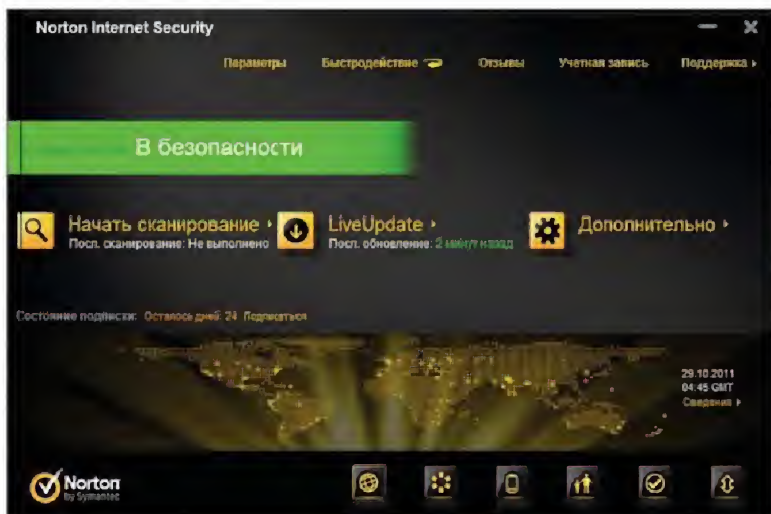 Norton Internet Security
Параметры Быстродействие Отзывы Учетная запись Поддержка
В безопасности
Начать сканирование LiveUpdate Дополнительно
Посл. сканирование: Не выполнено Посл. обновление: 2 минут назад
Состояние подписки: Осталось дней: 24 Подписаться
29.10.2011
04:45 GMT
Сведения
Norton
by Symantec